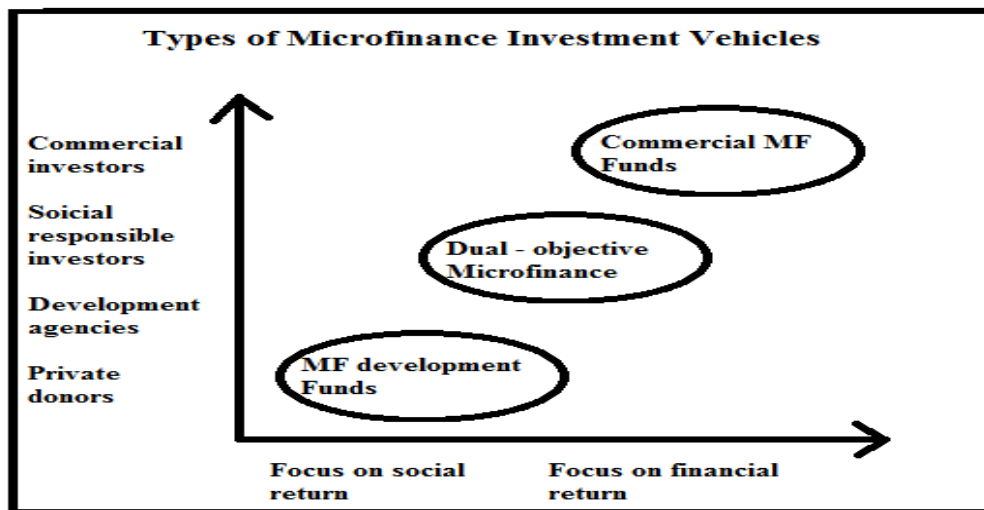 Types of Microfinance Investment Vehicles
Commercial
investors
Soicial
responsible
investors
Development
agencies
Private
donors
Commercial MF
Funds
Dual - objective
Microfinance
MF development
Funds
Focus on social
return
Focus on financial
return